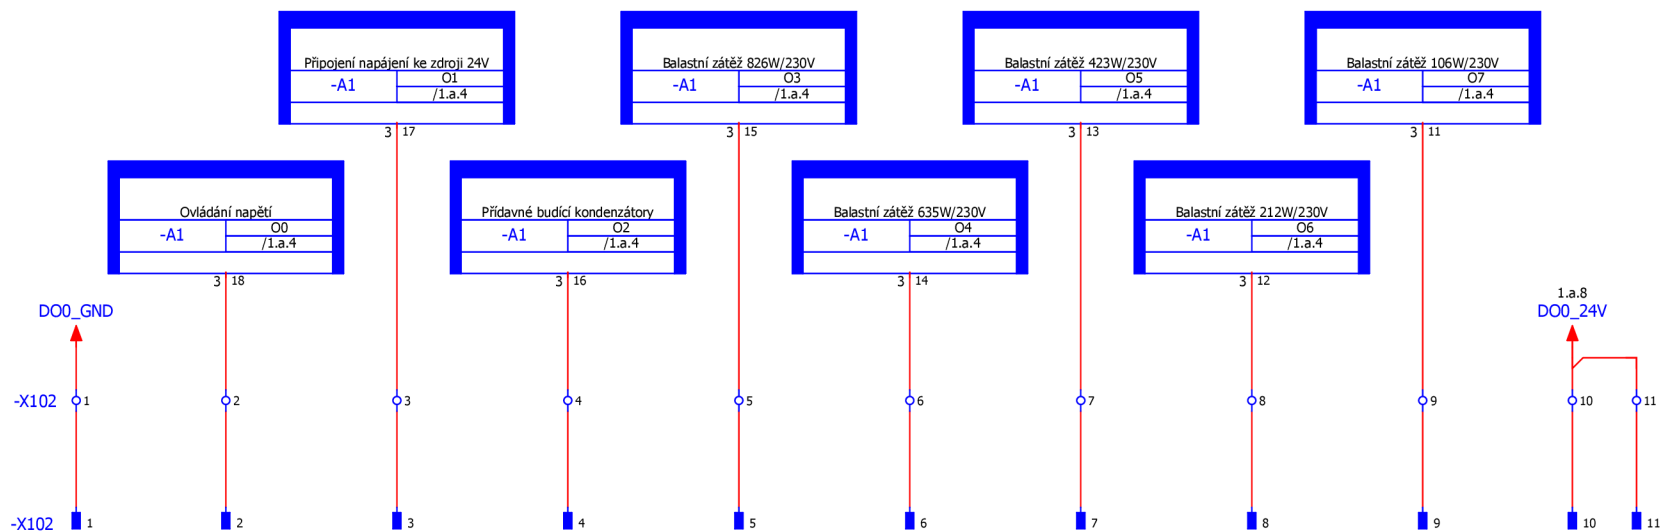 Připojení napájení ke zdroji 24V
-A1
O1
/1.a.4
3 17
Balastní zátěž 826W/230V
-A1
O3
/1.a.4
3 15
Balastní zátěž 423W/230V
-A1
O5
/1.a.4
3 13
Balastní zátěž 106W/230V
-A1
O7
/1.a.4
3 11
Ovládání napětí
-A1
O0
/1.a.4
3 18
Přídavné budící kondenzátory
-A1
O2
/1.a.4
3 16
Balastní zátěž 635W/230V
-A1
O4
/1.a.4
3 14
Balastní zátěž 212W/230V
-A1
O6
/1.a.4
3 12
DO0_GND
1.a.8
DO0_24V
-X102 1 2 3 4 5 6 7 8 9 10 11
-X102 1 2 3 4 5 6 7 8 9 10 11